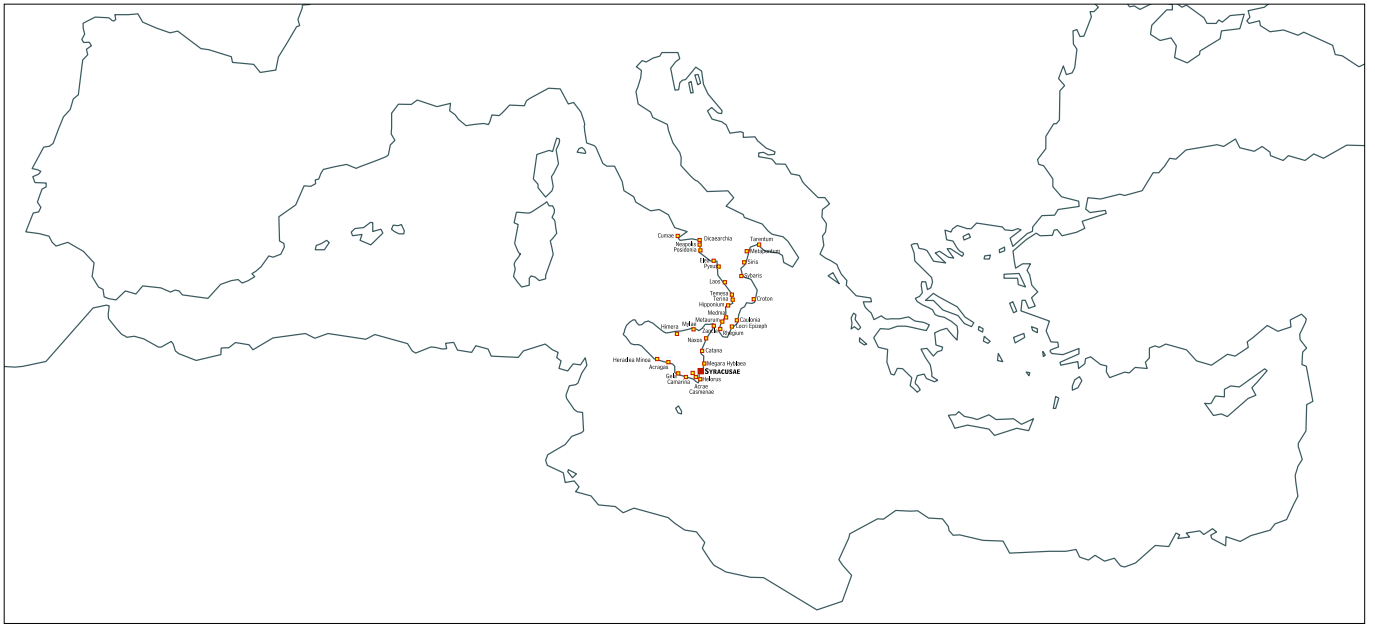 Cumae
Dicaearchia
Neapolis
Posidonia
Tarentum
Metapontum
Elea
Pyxus
Siris
Sybaris
Laos
Temesa
Terina
Croton
Hipponium
Medma
Metaurum
Caulonia
Locri Epizeph
Mylae
Himera
Zancle
Rhegium
Naxos
Catana
Heraclea Minoa
Acragas
Megara Hyblaea
SYRACUSAE
Gela
Camarina
Helorus
Acrae
Casmenae